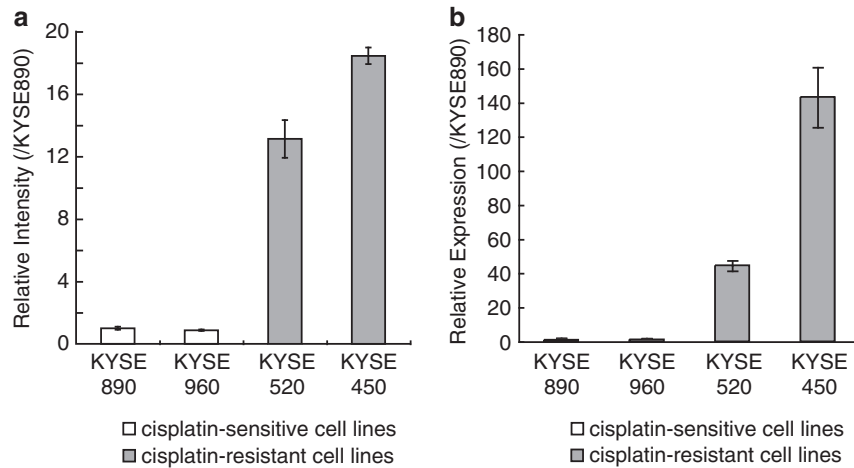 a
Relative Intensity (/KYSE890)
20
16
12
8
4
0
KYSE 890
KYSE 960
KYSE 520
KYSE 450
cisplatin-sensitive cell lines
cisplatin-resistant cell lines
b
Relative Expression (/KYSE890)
180
160
140
120
100
80
60
40
20
0
KYSE 890
KYSE 960
KYSE 520
KYSE 450
cisplatin-sensitive cell lines
cisplatin-resistant cell lines